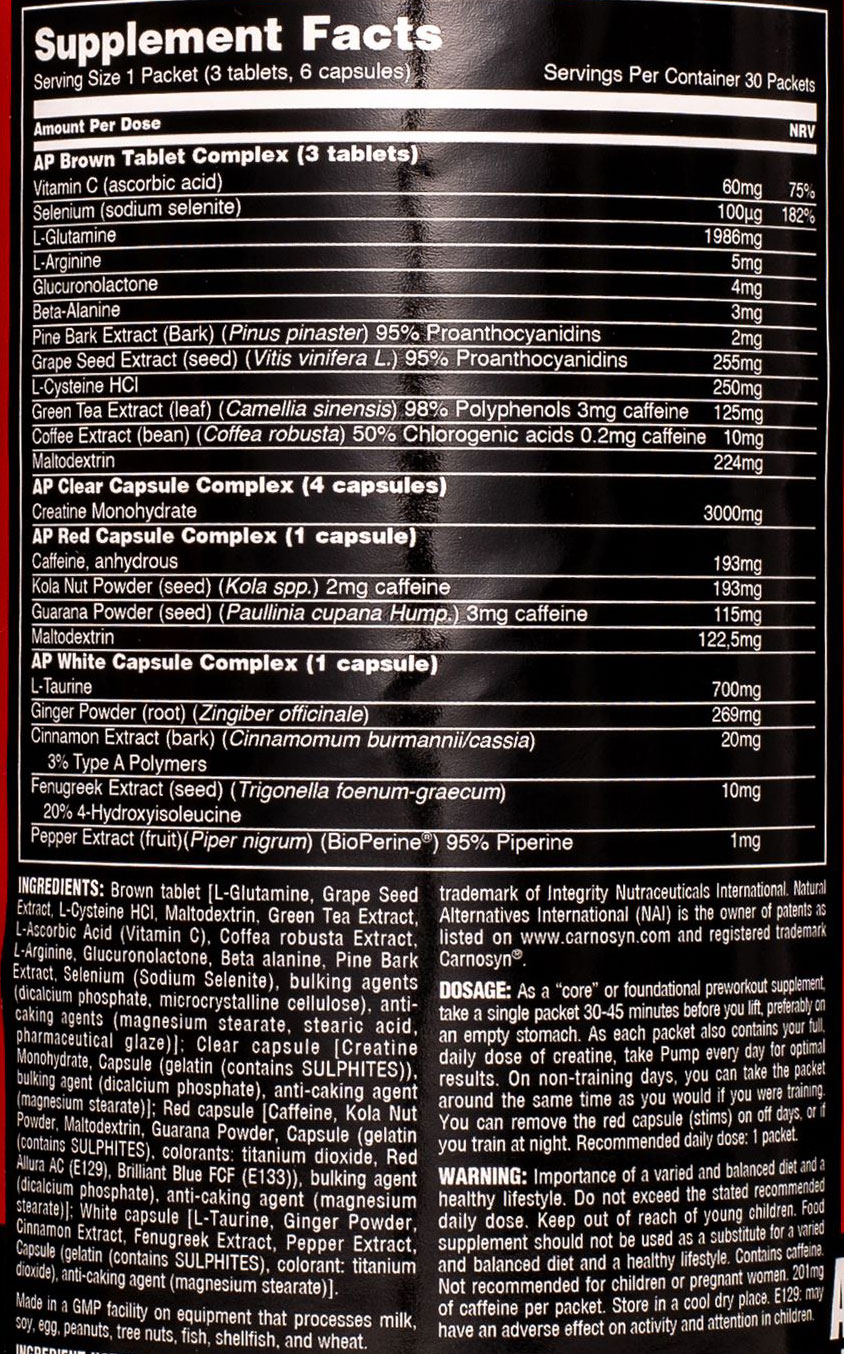 Supplement Facts
Serving Size 1 Packet (3 tablets, 6 capsules)
Servings Per Container 30 Packets
Amount Per Dose NRV
AP Brown Tablet Complex (3 tablets)
Vitamin C (ascorbic acid) 60mg 75%
Selenium (sodium selenite) 100µg 182%
L-Glutamine 1986mg
L-Arginine 5mg
Glucuronolactone 4mg
Beta-Alanine 3mg
Pine Bark Extract (Bark) (Pinus pinaster) 95% Proanthocyanidins 2mg
Grape Seed Extract (seed) (Vitis vinifera L.) 95% Proanthocyanidins 255mg
L-Cysteine HCl 250mg
Green Tea Extract (leaf) (Camellia sinensis) 98% Polyphenols 3mg caffeine 125mg
Coffee Extract (bean) (Coffea robusta) 50% Chlorogenic acids 0.2mg caffeine 10mg
Maltodextrin 224mg
AP Clear Capsule Complex (4 capsules)
Creatine Monohydrate 3000mg
AP Red Capsule Complex (1 capsule)
Caffeine, anhydrous 193mg
Kola Nut Powder (seed) (Kola spp.) 2mg caffeine 193mg
Guarana Powder (seed) (Paullinia cupana Hump.) 3mg caffeine 115mg
Maltodextrin 122,5mg
AP White Capsule Complex (1 capsule)
L-Taurine 700mg
Ginger Powder (root) (Zingiber officinale) 269mg
Cinnamon Extract (bark) (Cinnamomum burmannii/cassia) 20mg
3% Type A Polymers
Fenugreek Extract (seed) (Trigonella foenum-graecum) 10mg
20% 4-Hydroxyisoleucine
Pepper Extract (fruit)(Piper nigrum) (BioPerine®) 95% Piperine 1mg
INGREDIENTS: Brown tablet [L-Glutamine, Grape Seed
Extract, L-Cysteine HCl, Maltodextrin, Green Tea Extract,
L-Ascorbic Acid (Vitamin C), Coffea robusta Extract,
L-Arginine, Glucuronolactone, Beta alanine, Pine Bark
Extract, Selenium (Sodium Selenite), bulking agents
(dicalcium phosphate, microcrystalline cellulose), anti-
caking agents (magnesium stearate, stearic acid,
pharmaceutical glaze)]; Clear capsule [Creatine
Monohydrate, Capsule (gelatin (contains SULPHITES)),
bulking agent (dicalcium phosphate), anti-caking agent
(magnesium stearate)]; Red capsule [Caffeine, Kola Nut
Powder, Maltodextrin, Guarana Powder, Capsule (gelatin
(contains SULPHITES), colorants: titanium dioxide, Red
Allura AC (E129), Brilliant Blue FCF (E133)), bulking agent
(dicalcium phosphate), anti-caking agent (magnesium
stearate)]; White capsule [L-Taurine, Ginger Powder,
Cinnamon Extract, Fenugreek Extract, Pepper Extract,
Capsule (gelatin (contains SULPHITES), colorant: titanium
dioxide), anti-caking agent (magnesium stearate)].
Made in a GMP facility on equipment that processes milk,
soy, egg, peanuts, tree nuts, fish, shellfish, and wheat.
trademark of Integrity Nutraceuticals International. Natural
Alternatives International (NAI) is the owner of patents as
listed on www.carnosyn.com and registered trademark
Carnosyn®.
DOSAGE: As a “core” or foundational preworkout supplement,
take a single packet 30-45 minutes before you lift, preferably on
an empty stomach. As each packet also contains your full,
daily dose of creatine, take Pump every day for optimal
results. On non-training days, you can take the packet
around the same time as you would if you were training.
You can remove the red capsule (stims) on off days, or if
you train at night. Recommended daily dose: 1 packet.
WARNING: Importance of a varied and balanced diet and a
healthy lifestyle. Do not exceed the stated recommended
daily dose. Keep out of reach of young children. Food
supplement should not be used as a substitute for a varied
and balanced diet and a healthy lifestyle. Contains caffeine.
Not recommended for children or pregnant women. 201mg
of caffeine per packet. Store in a cool dry place. E129: may
have an adverse effect on activity and attention in children.